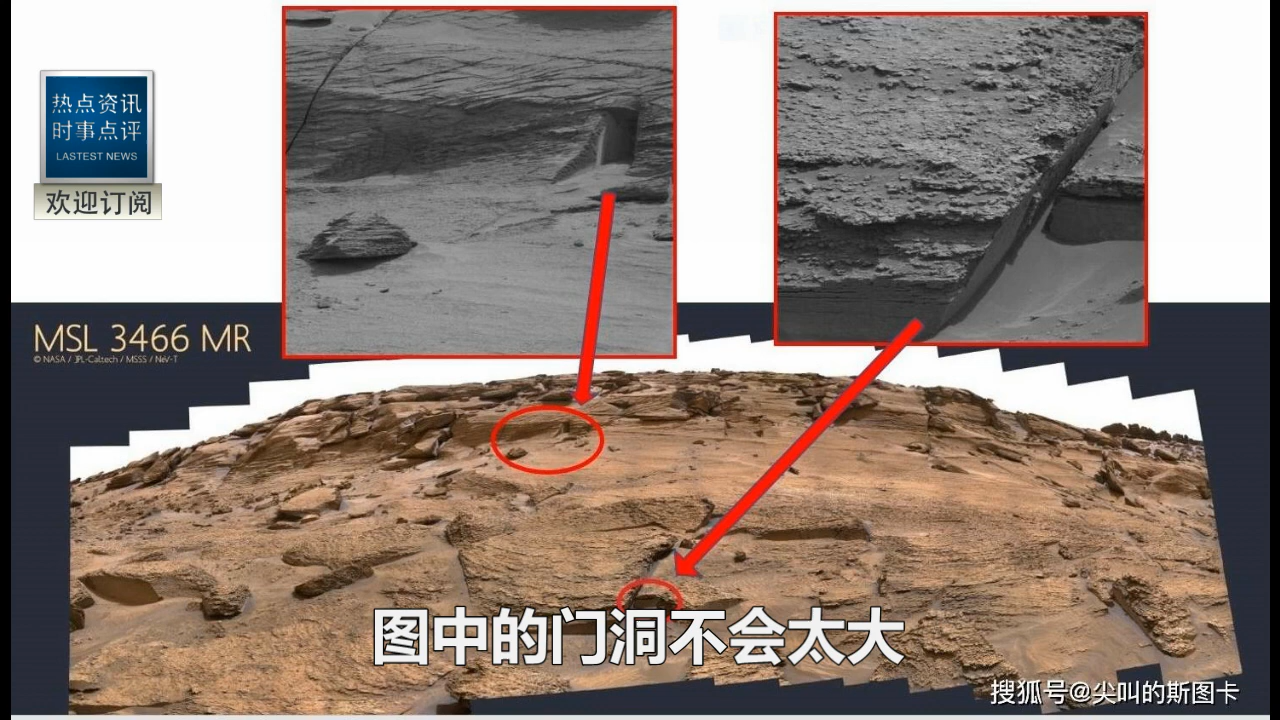 热点资讯
时事点评
LASTEST NEWS
欢迎订阅
MSL 3466 MR
© NASA / JPL-Caltech / MSSS / NeV-T
图中的门洞不会太大
搜狐号@尖叫的斯图卡